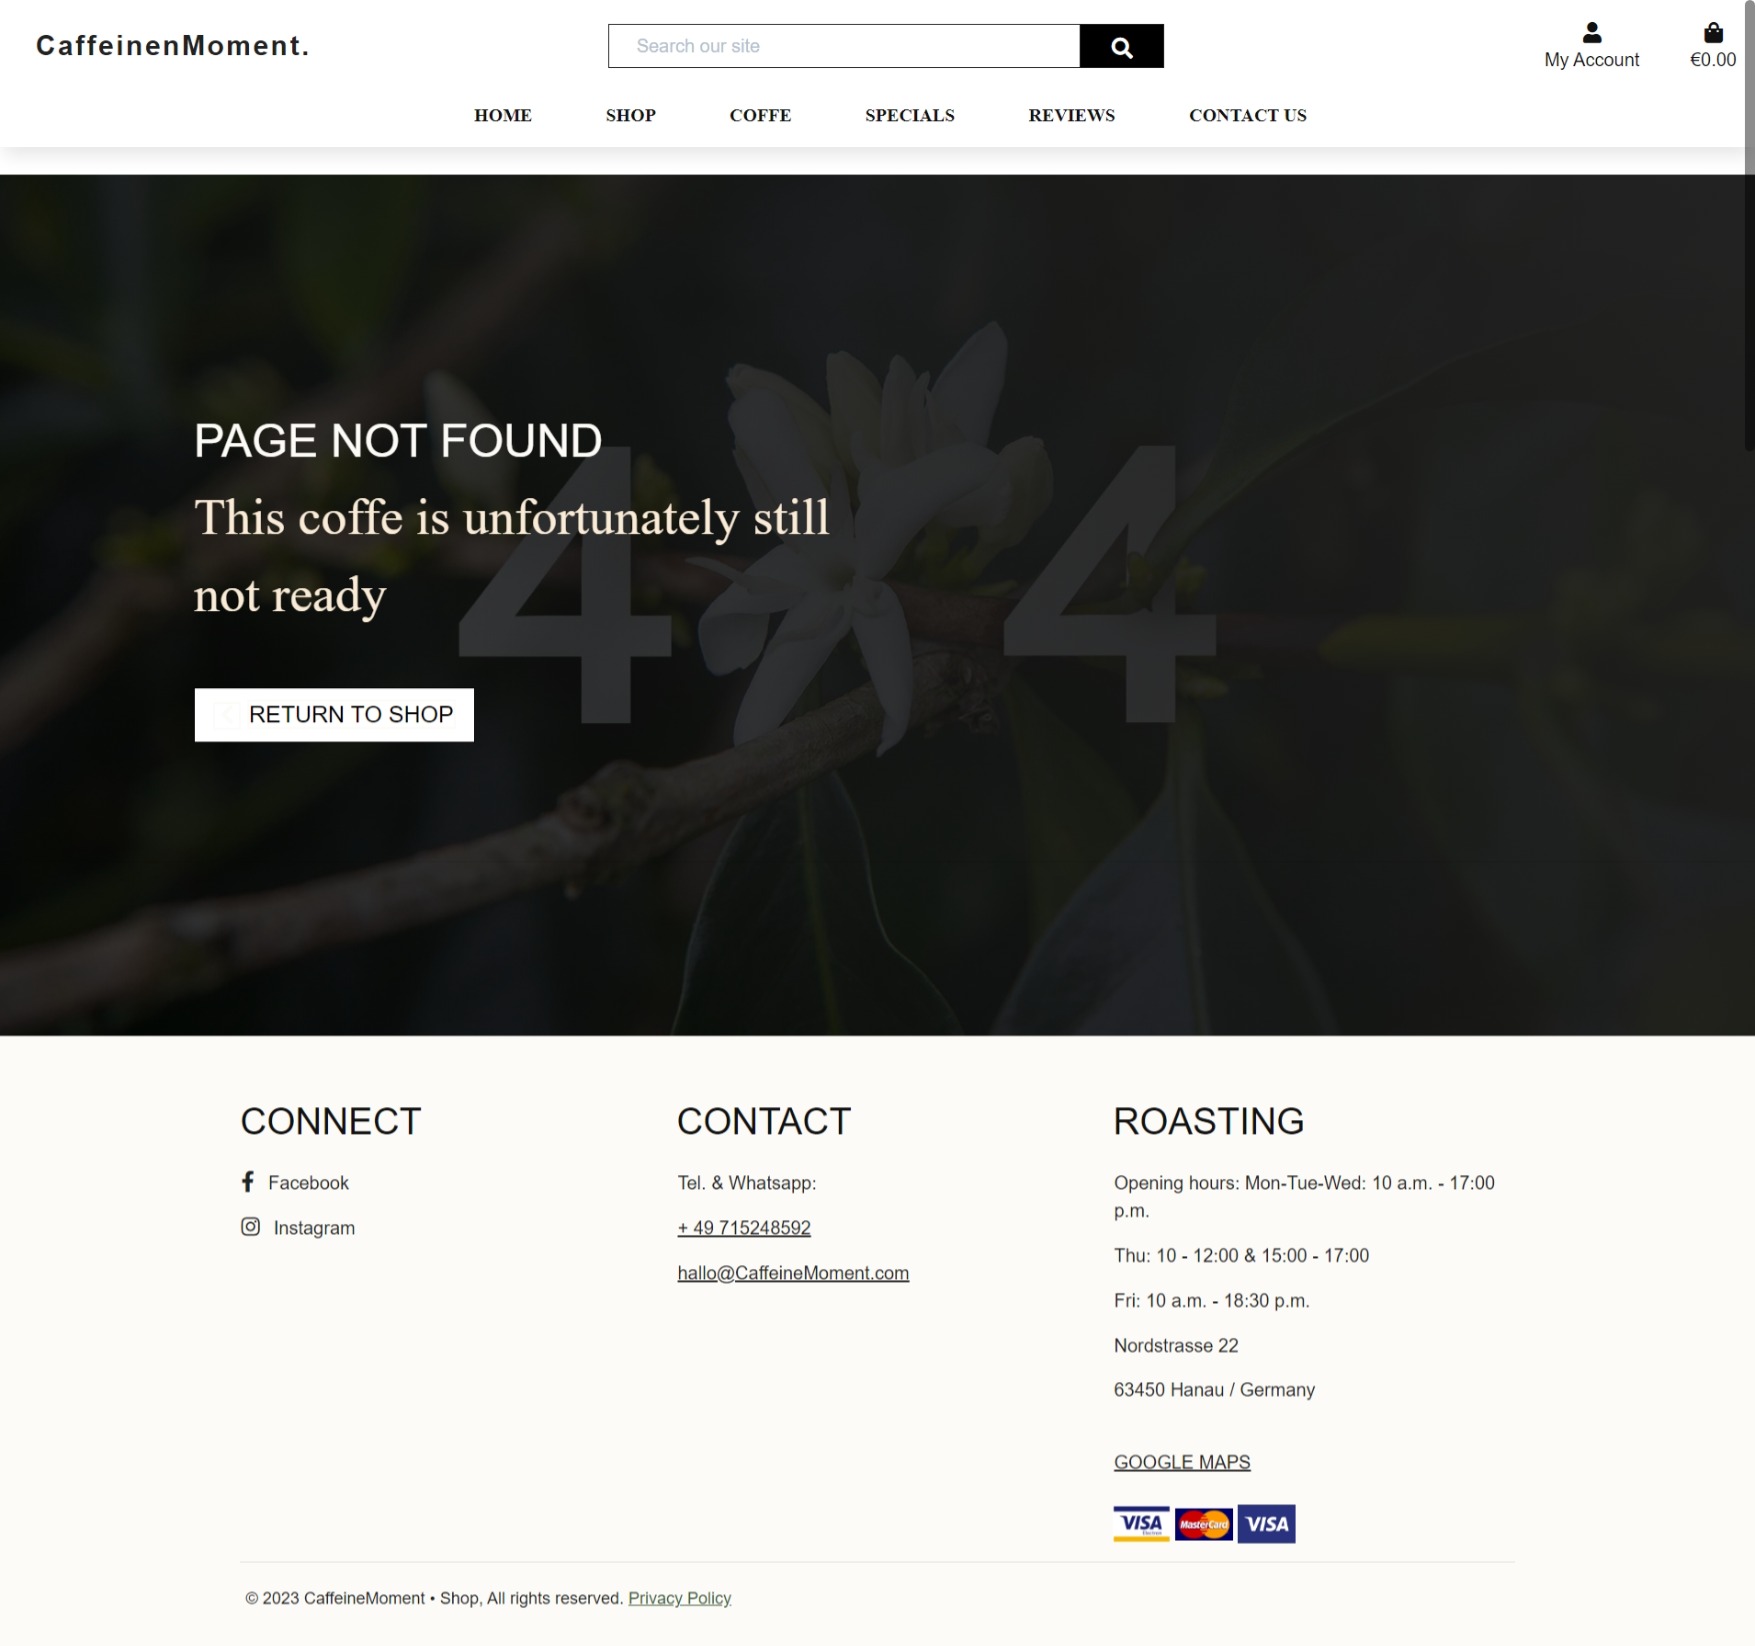 CaffeinenMoment.
Search our site
My Account
€0.00
HOME
SHOP
COFFE
SPECIALS
REVIEWS
CONTACT US
4 4
PAGE NOT FOUND
This coffe is unfortunately still
not ready
RETURN TO SHOP
CONNECT
Facebook
Instagram
CONTACT
Tel. & Whatsapp:
+ 49 715248592
hallo@CaffeineMoment.com
ROASTING
Opening hours: Mon-Tue-Wed: 10 a.m. - 17:00
p.m.
Thu: 10 - 12:00 & 15:00 - 17:00
Fri: 10 a.m. - 18:30 p.m.
Nordstrasse 22
63450 Hanau / Germany
GOOGLE MAPS
VISA
Electron
MasterCard
VISA
© 2023 CaffeineMoment • Shop, All rights reserved. Privacy Policy